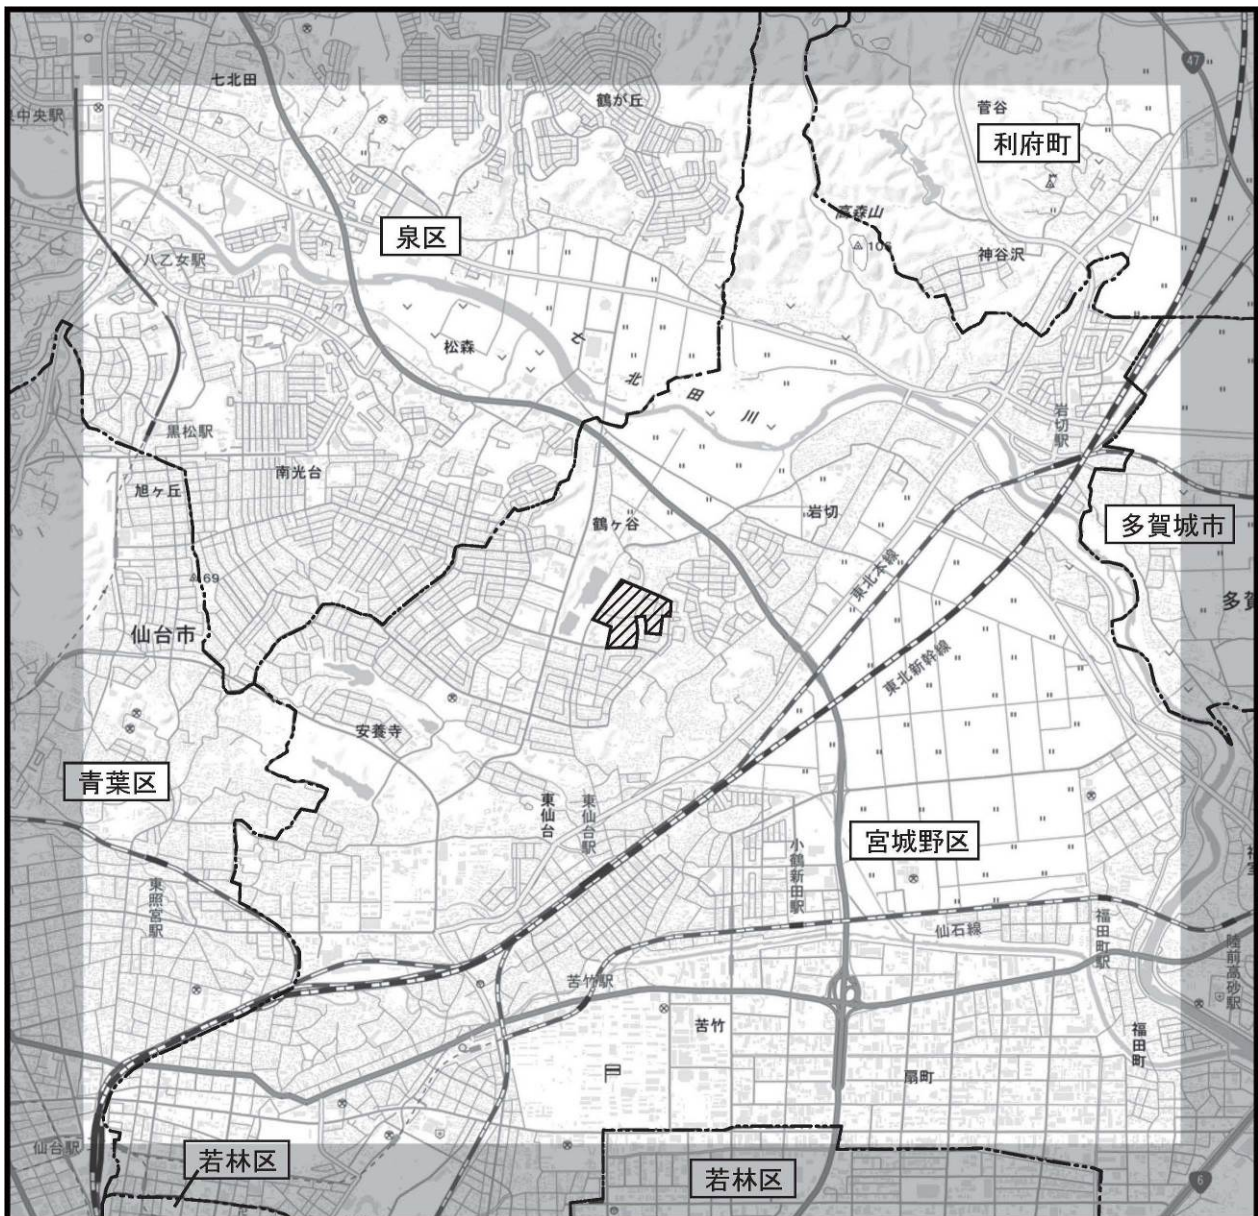 47
七北田
鶴が丘
菅谷
中央駅
利府町
高森山
106
泉区
神谷沢
八乙女駅
松森
七北田川
岩切駅
黒松駅
南光台
旭ヶ丘
鶴ヶ谷
岩切
多賀城市
69
東北本線
多賀
仙台市
東北新幹線
安養寺
青葉区
東仙台
東仙台駅
宮城野区
小鶴新田駅
東照宮駅
仙石線
福田町駅
陸前高砂駅
苦竹駅
苦竹
福田町
扇町
仙台駅
若林区
若林区
6